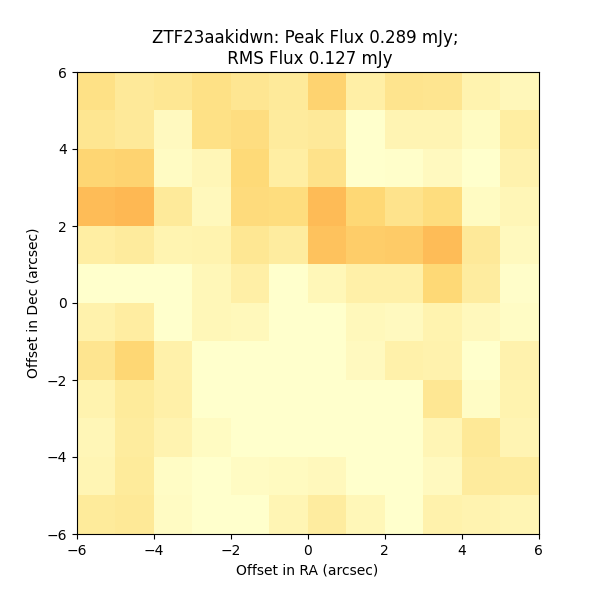 ZTF23aakidwn: Peak Flux 0.289 mJy;
RMS Flux 0.127 mJy
6
4
2
0
−2
−4
−6
Offset in Dec (arcsec)
−6 −4 −2 0 2 4 6
Offset in RA (arcsec)